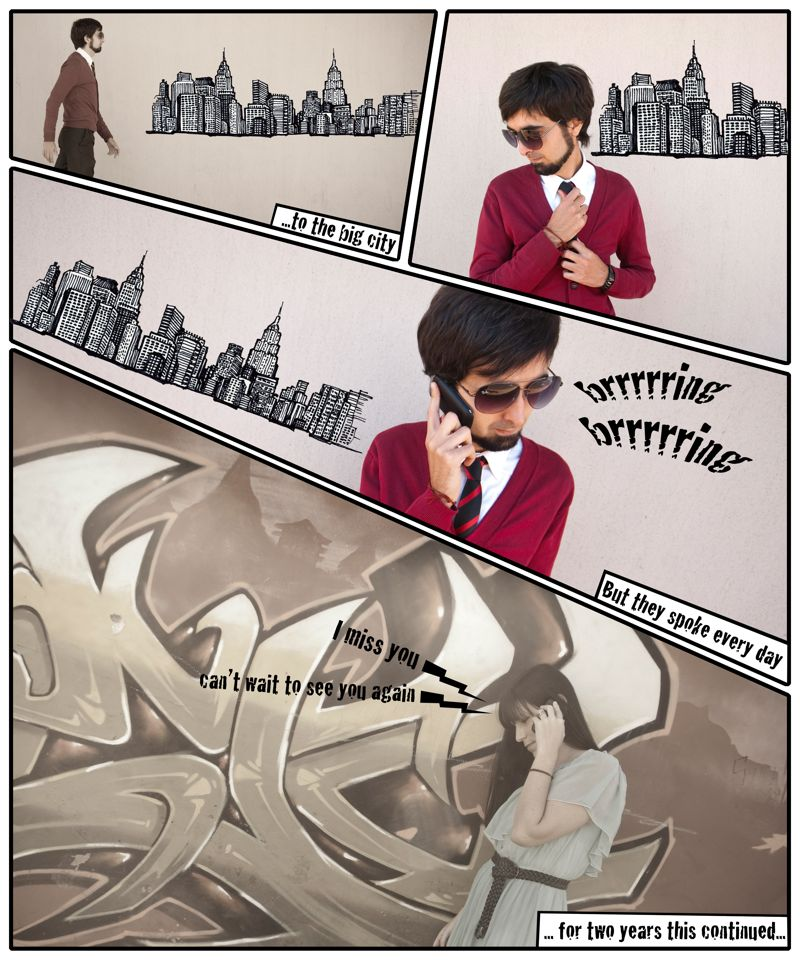 ...to the big city
brrrrring
brrrrring
But they spoke every day
I miss you
can't wait to see you again
... for two years this continued...